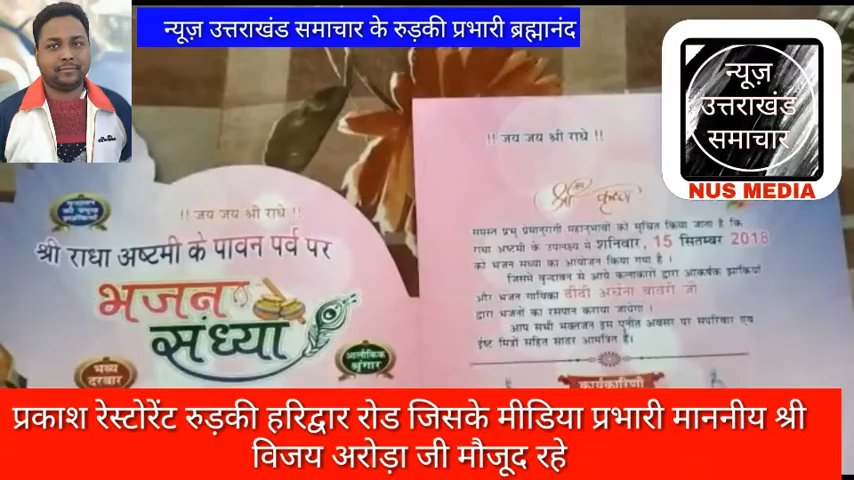 न्यूज़ उत्तराखंड समाचार के रुड़की प्रभारी ब्रह्मानंद
न्यूज़
उत्तराखंड
समाचार
NUS MEDIA
!! जय जय श्री राधे !!
श्री राधा अष्टमी के पावन पर्व पर
भजन
संध्या
भव्य
दरबार
अलौकिक
श्रृंगार
!! जय जय श्री राधे !!
श्री कृष्ण
समस्त प्रभु प्रेमानुरागी महानुभावों को सूचित किया जाता है कि
राधा अष्टमी के उपलक्ष्य में शनिवार, 15 सितम्बर 2018
को भजन संध्या का आयोजन किया गया है ।
जिसमें वृन्दावन से आये कलाकारों द्वारा आकर्षक झांकियां
और भजन गायिका दीदी अर्चना बावरी जी
द्वारा भजनों का रसपान कराया जायेगा ।
आप सभी भक्तजन इस पुनीत अवसर पर सपरिवार एवं
ईष्ट मित्रों सहित सादर आमंत्रित है।
कार्यकारिणी
प्रकाश रेस्टोरेंट रुड़की हरिद्वार रोड जिसके मीडिया प्रभारी माननीय श्री
विजय अरोड़ा जी मौजूद रहे